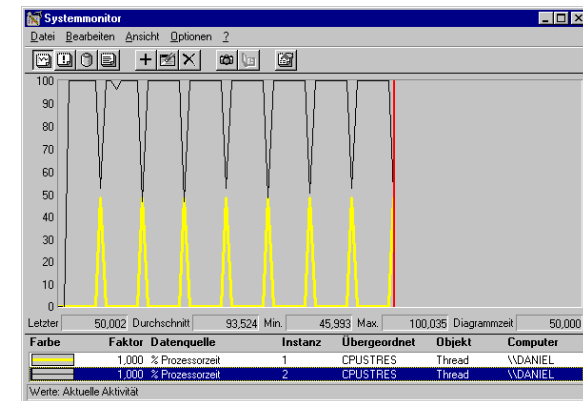 Systemmonitor
Datei Bearbeiten Ansicht Optionen ?
100
90
80
70
60
50
40
30
20
10
0
Letzter 50,002 Durchschnitt 93,524 Min. 45,993 Max. 100,035 Diagrammzeit 50,000
Farbe Faktor Datenquelle Instanz Übergeordnet Objekt Computer
1,000 % Prozessorzeit 1 CPUSTRES Thread \\DANIEL
1,000 % Prozessorzeit 2 CPUSTRES Thread \\DANIEL
Werte: Aktuelle Aktivität